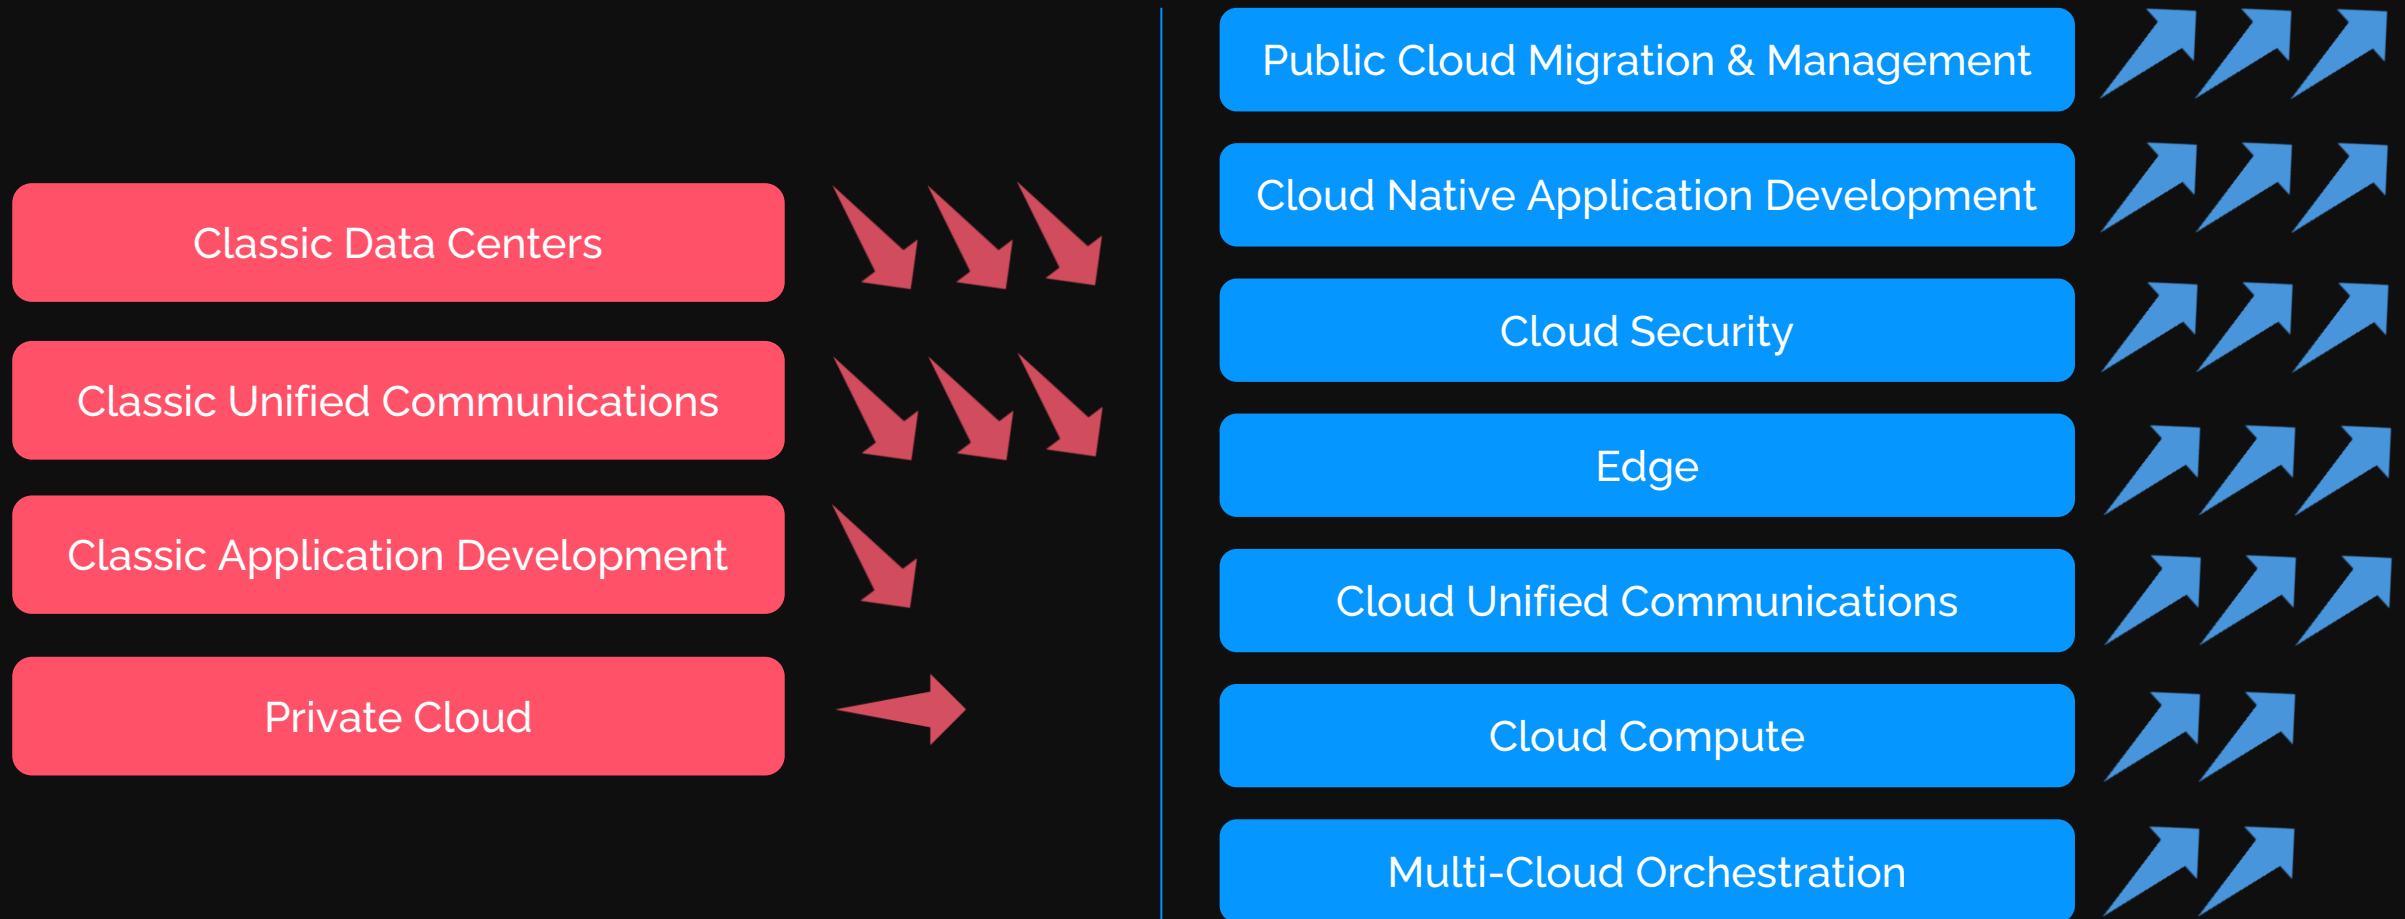 Classic Data Centers
Classic Unified Communications
Classic Application Development
Private Cloud
Public Cloud Migration & Management
Cloud Native Application Development
Cloud Security
Edge
Cloud Unified Communications
Cloud Compute
Multi-Cloud Orchestration